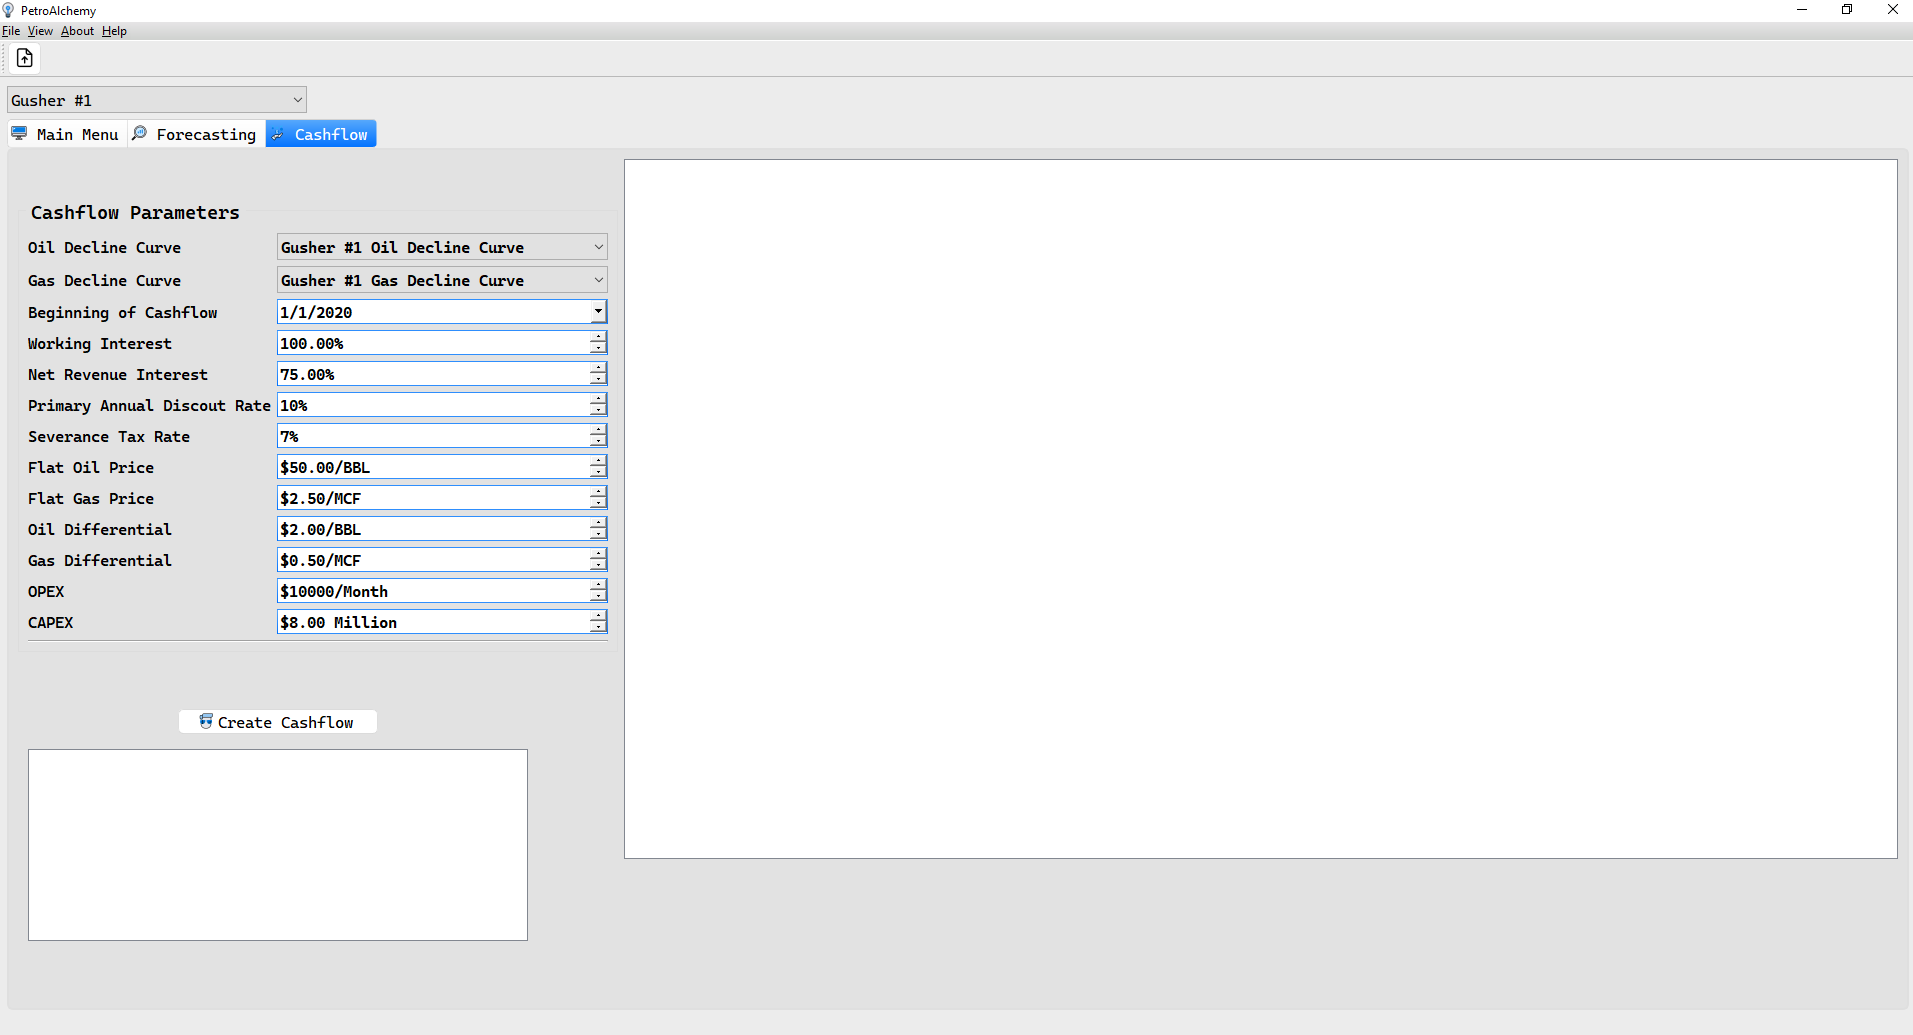 PetroAlchemy
File View About Help
Gusher #1
Main Menu Forecasting Cashflow
Cashflow Parameters
Oil Decline Curve Gusher #1 Oil Decline Curve
Gas Decline Curve Gusher #1 Gas Decline Curve
Beginning of Cashflow 1/1/2020
Working Interest 100.00%
Net Revenue Interest 75.00%
Primary Annual Discout Rate 10%
Severance Tax Rate 7%
Flat Oil Price $50.00/BBL
Flat Gas Price $2.50/MCF
Oil Differential $2.00/BBL
Gas Differential $0.50/MCF
OPEX $10000/Month
CAPEX $8.00 Million
Create Cashflow